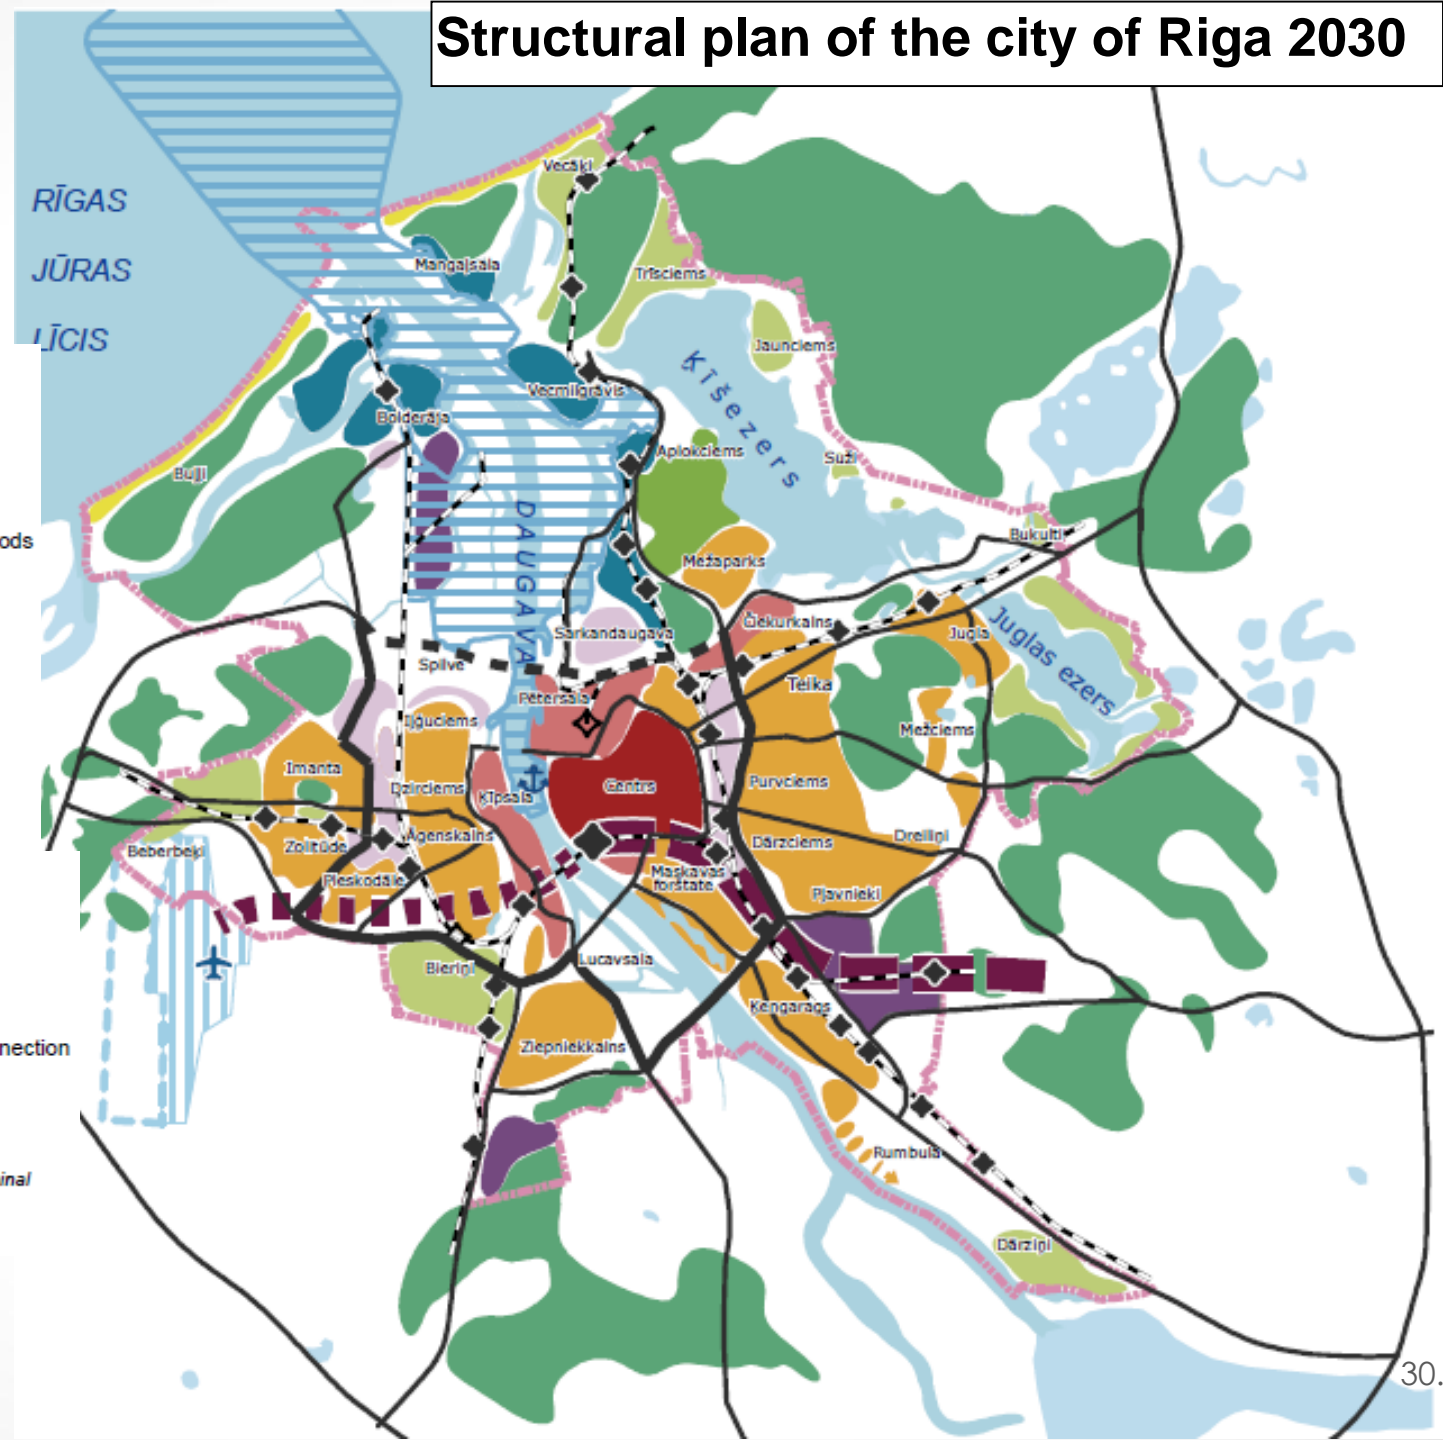 Structural plan of the city of Riga 2030
RĪGAS
JŪRAS
LĪCIS
Vecāķi
Mangaļsala
Trīsciems
Jaunciems
Ķīšezers
Vecmīlgrāvis
Bolderāja
Aplokciems
Suži
Buļļi
DAUGAVA
ods
Bukulti
Mežaparks
Čiekurkalns
Jugla
Juglas ezers
Sarkandaugava
Spilve
Teika
Pētersala
Iļģuciems
Mežciems
Imanta
Dzirciems
Ķīpsala
Centrs
Purvciems
Zolitūde
Āgenskalns
Dārzciems
Dreiliņi
Beberbeķi
Pleskodāle
Maskavas
forštate
Pļavnieki
Bieriņi
Lucavsala
Ķengarags
nection
Ziepniekkalns
Rumbula
inal
Dārziņi
30.